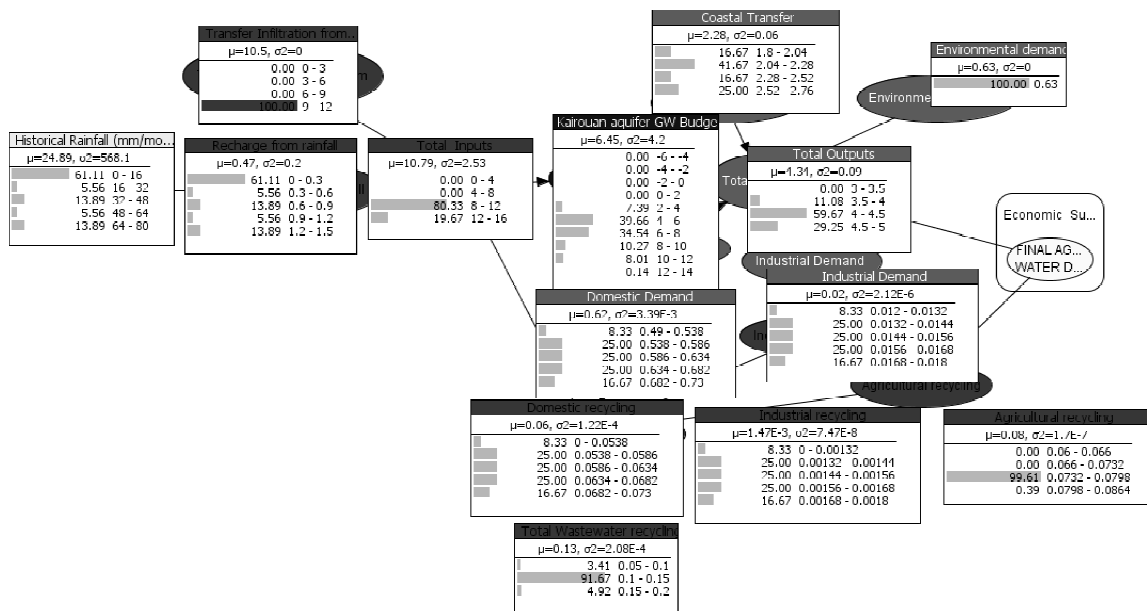 Transfer Infiltration from...
μ=10.5, σ2=0
0.00 0 - 3
0.00 3 - 6
0.00 6 - 9
100.00 9 12
Historical Rainfall (mm/mo...
μ=24.89, σ2=568.1
61.11 0 - 16
5.56 16 32
13.89 32 - 48
5.56 48 - 64
13.89 64 - 80
Recharge from rainfall
μ=0.47, σ2=0.2
61.11 0 - 0.3
5.56 0.3 - 0.6
13.89 0.6 - 0.9
5.56 0.9 - 1.2
13.89 1.2 - 1.5
Total Inputs
μ=10.79, σ2=2.53
0.00 0 - 4
0.00 4 - 8
80.33 8 - 12
19.67 12 - 16
Kairouan aquifer GW Budge
μ=6.45, σ2=4.2
0.00 -6 - -4
0.00 -4 - -2
0.00 -2 - 0
0.00 0 - 2
7.39 2 - 4
39.66 4 - 6
34.54 6 - 8
10.27 8 - 10
8.01 10 - 12
0.14 12 - 14
Coastal Transfer
μ=2.28, σ2=0.06
16.67 1.8 - 2.04
41.67 2.04 - 2.28
16.67 2.28 - 2.52
25.00 2.52 2.76
Environmental demand
μ=0.63, σ2=0
100.00 0.63
Environmen
Tota
Total Outputs
μ=4.34, σ2=0.09
0.00 3 - 3.5
11.08 3.5 - 4
59.67 4 - 4.5
29.25 4.5 - 5
Economic Su...
FINAL AG...
WATER D...
Industrial Demand
Industrial Demand
μ=0.02, σ2=2.12E-6
8.33 0.012 - 0.0132
25.00 0.0132 - 0.0144
25.00 0.0144 - 0.0156
25.00 0.0156 0.0168
16.67 0.0168 - 0.018
Domestic Demand
μ=0.62, σ2=3.39E-3
8.33 0.49 - 0.538
25.00 0.538 - 0.586
25.00 0.586 - 0.634
25.00 0.634 - 0.682
16.67 0.682 - 0.73
Agricultural recycling
Domestic recycling
μ=0.06, σ2=1.22E-4
8.33 0 - 0.0538
25.00 0.0538 - 0.0586
25.00 0.0586 - 0.0634
25.00 0.0634 - 0.0682
16.67 0.0682 - 0.073
Industrial recycling
μ=1.47E-3, σ2=7.47E-8
8.33 0 - 0.00132
25.00 0.00132 0.00144
25.00 0.00144 - 0.00156
25.00 0.00156 - 0.00168
16.67 0.00168 - 0.0018
Agricultural recycling
μ=0.08, σ2=1.7E-7
0.00 0.06 - 0.066
0.00 0.066 - 0.0732
99.61 0.0732 - 0.0798
0.39 0.0798 - 0.0864
Total Wastewater recycling
μ=0.13, σ2=2.08E-4
3.41 0.05 - 0.1
91.67 0.1 - 0.15
4.92 0.15 - 0.2